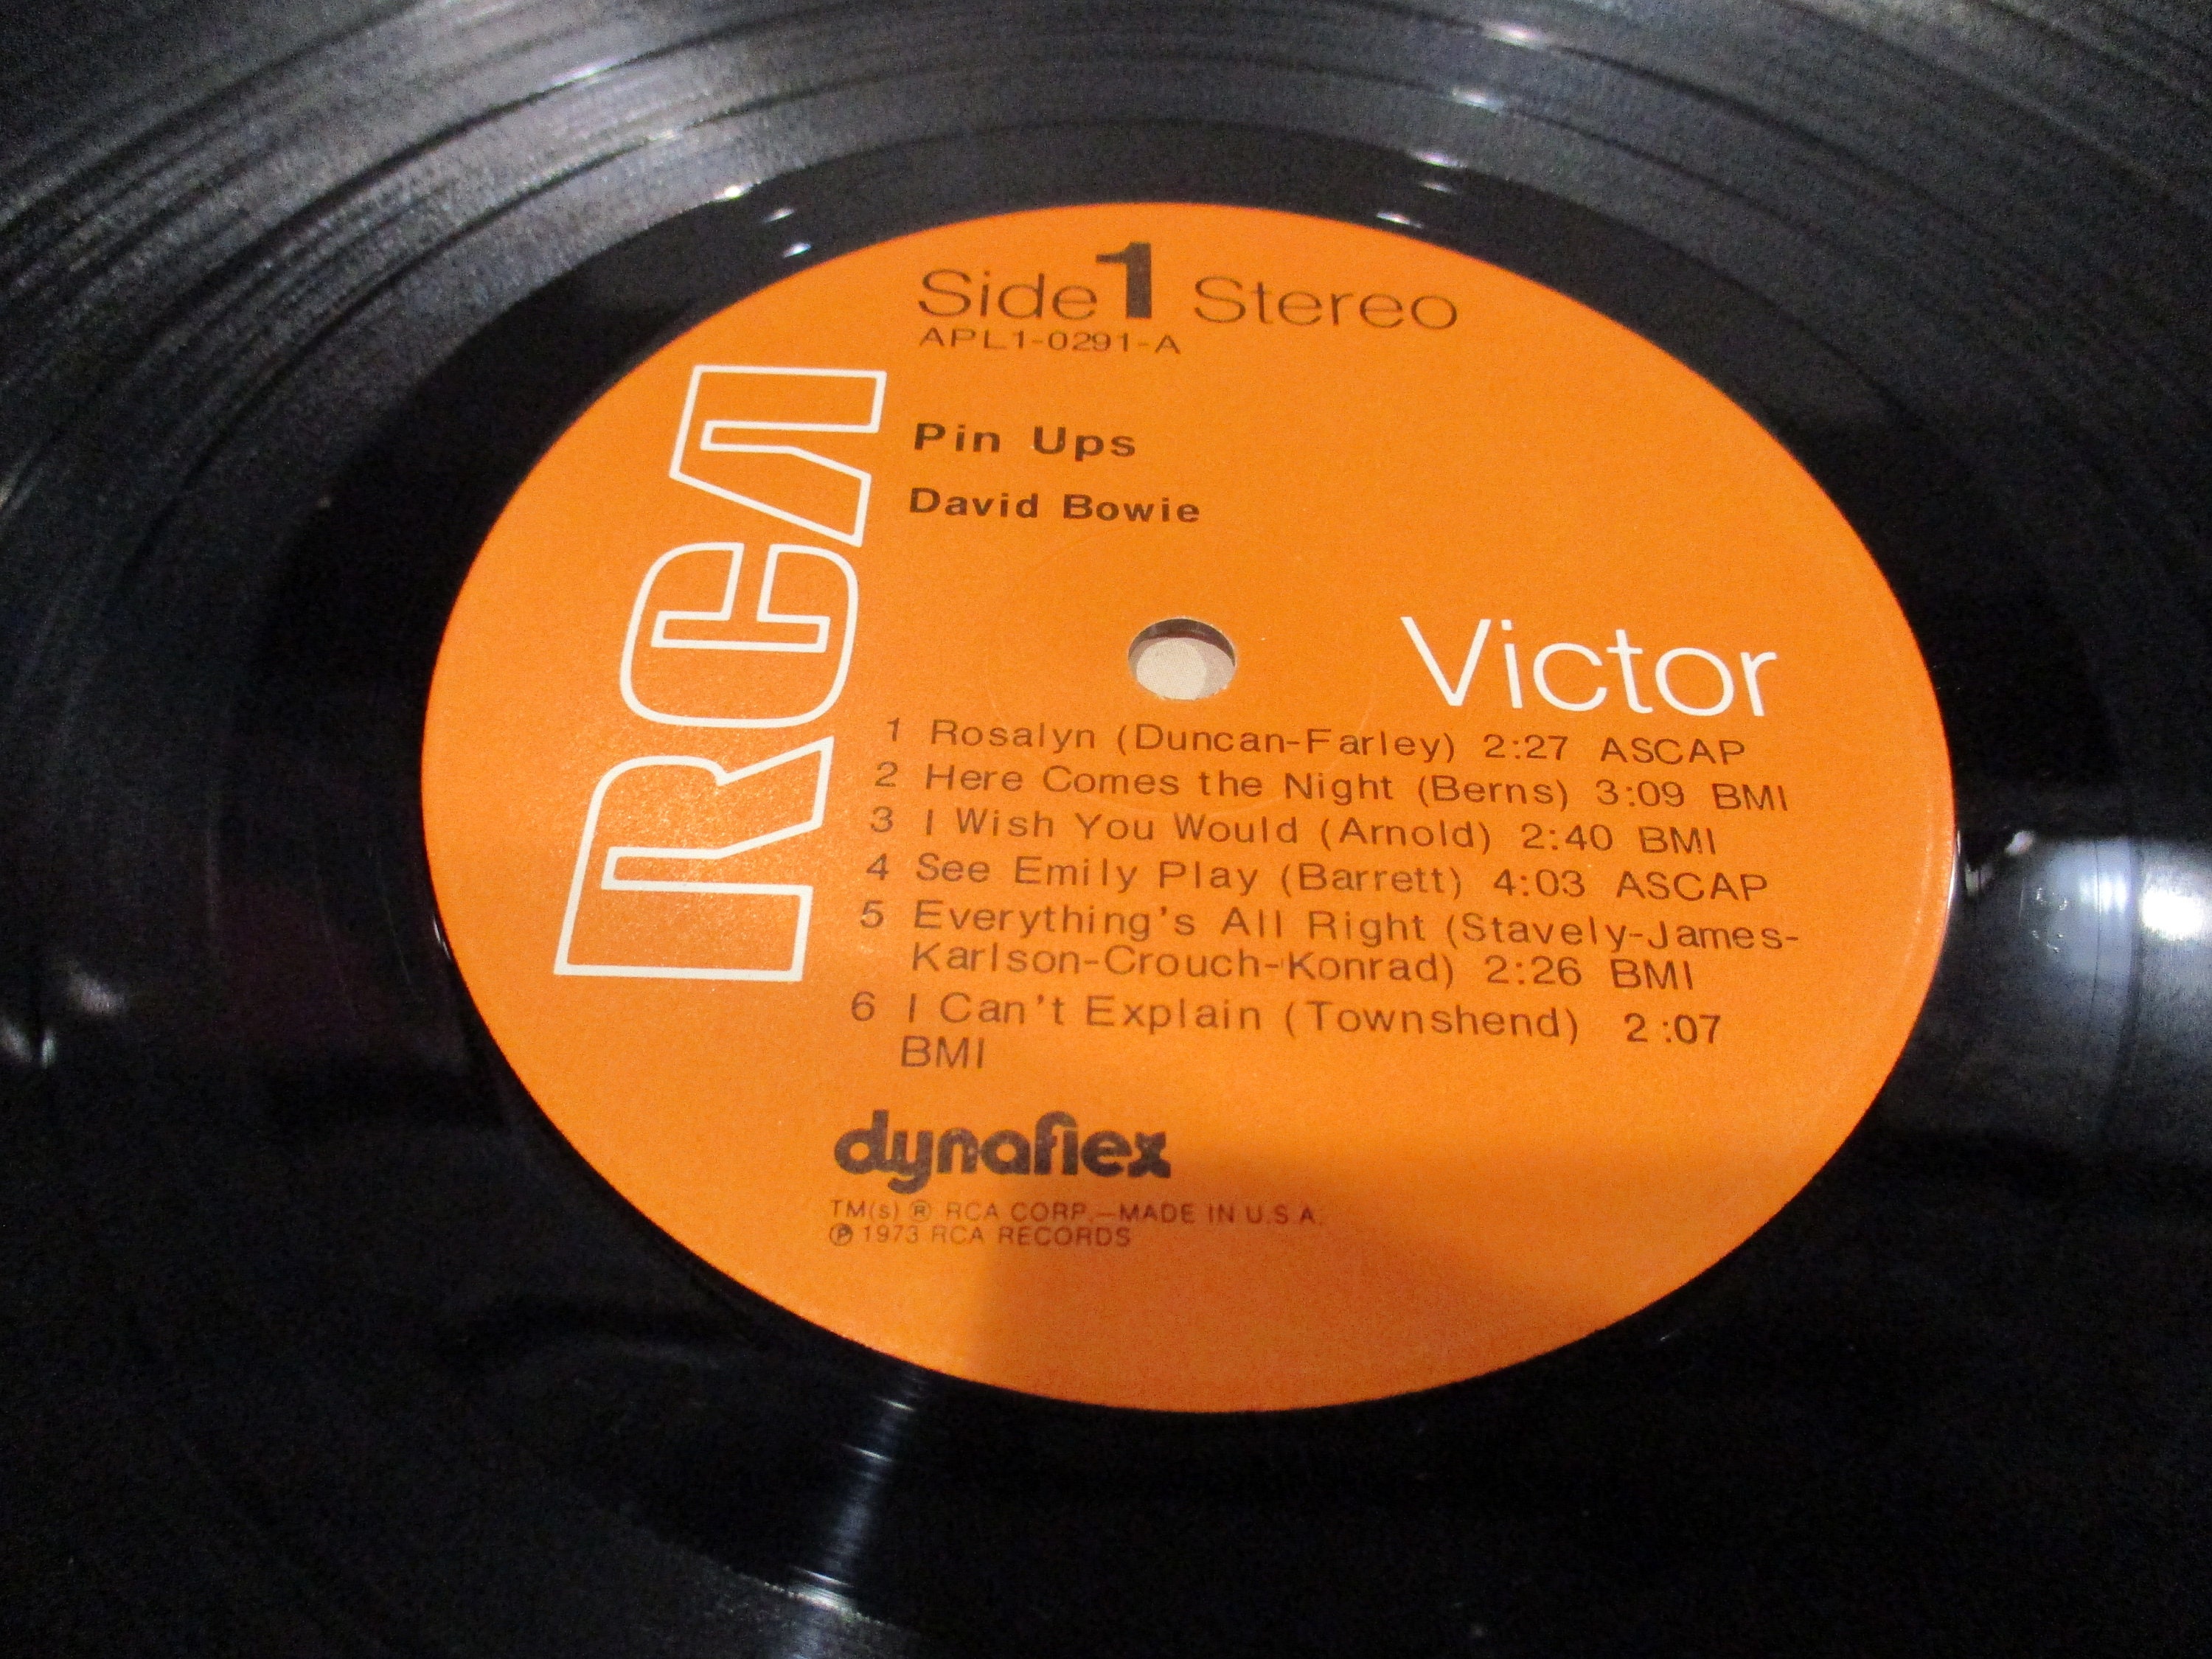 Side 1 Stereo
APL1-0291-A
RCA
Pin Ups
David Bowie
Victor
1 Rosalyn (Duncan-Farley) 2:27 ASCAP
2 Here Comes the Night (Berns) 3:09 BMI
3 I Wish You Would (Arnold) 2:40 BMI
4 See Emily Play (Barrett) 4:03 ASCAP
5 Everything's All Right (Stavely-James-
Karlson-Crouch-Konrad) 2:26 BMI
6 I Can't Explain (Townshend) 2:07
BMI
dynaflex
TM(s) ® RCA CORP.—MADE IN U.S.A.
℗ 1973 RCA RECORDS